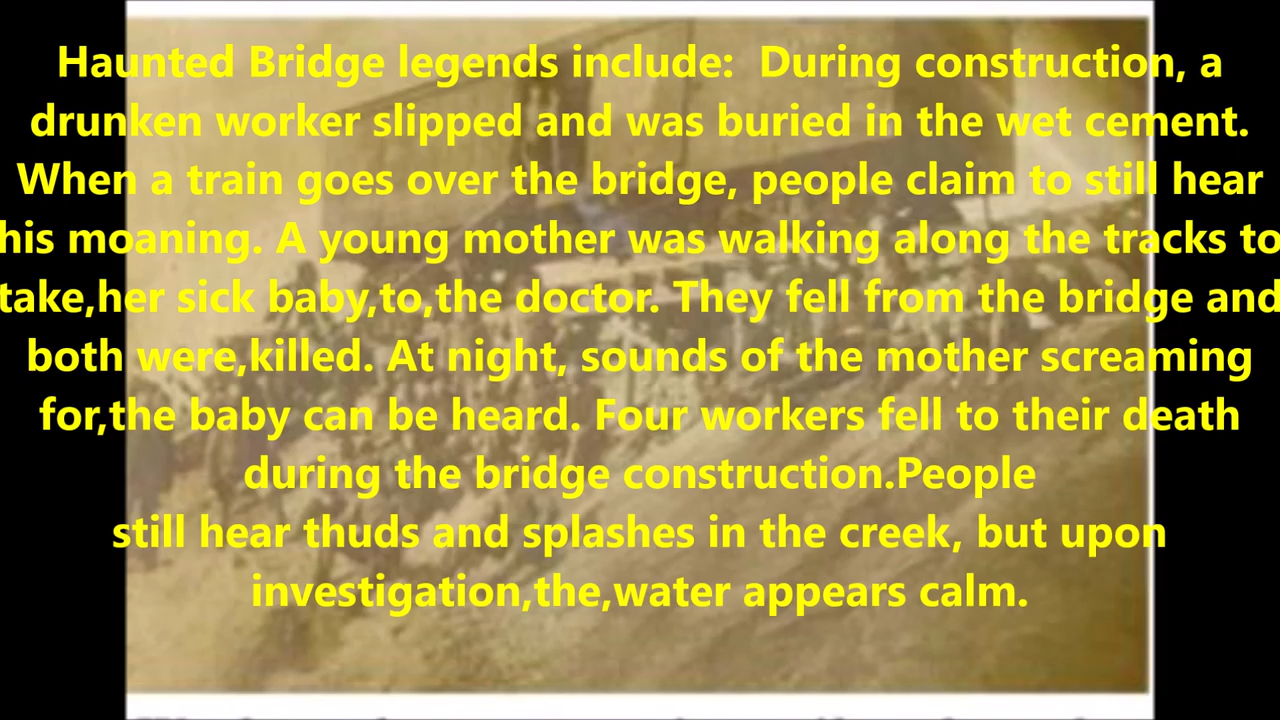 Haunted Bridge legends include:  During construction, a
drunken worker slipped and was buried in the wet cement.
When a train goes over the bridge, people claim to still hear
his moaning. A young mother was walking along the tracks to
take,her sick baby,to,the doctor. They fell from the bridge and
both were,killed. At night, sounds of the mother screaming
for,the baby can be heard. Four workers fell to their death
during the bridge construction.People
still hear thuds and splashes in the creek, but upon
investigation,the,water appears calm.